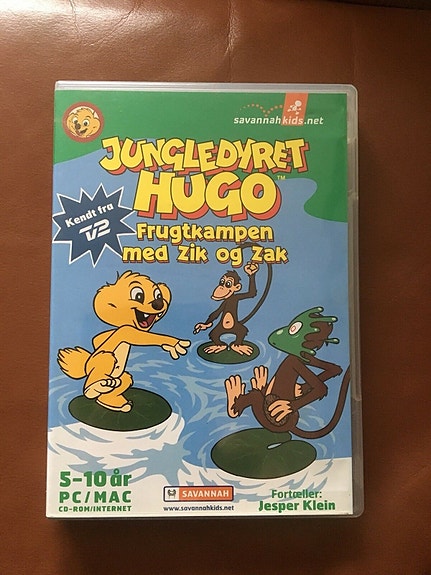 savannahkids.net
JUNGLEDYRET
HUGO™
Kendt fra
TV2
Frugtkampen
med Zik og Zak
5-10 år
PC/MAC
CD-ROM/INTERNET
SAVANNAH
www.savannahkids.net
Fortæller:
Jesper Klein